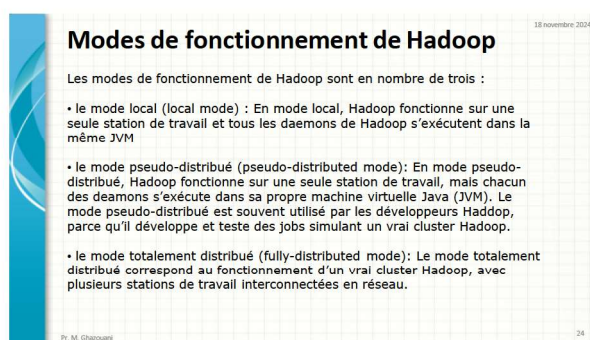 18 novembre 2024
Modes de fonctionnement de Hadoop
Les modes de fonctionnement de Hadoop sont en nombre de trois :
• le mode local (local mode) : En mode local, Hadoop fonctionne sur une
seule station de travail et tous les daemons de Hadoop s'exécutent dans la
même JVM
• le mode pseudo-distribué (pseudo-distributed mode): En mode pseudo-
distribué, Hadoop fonctionne sur une seule station de travail, mais chacun
des deamons s'exécute dans sa propre machine virtuelle Java (JVM). Le
mode pseudo-distribué est souvent utilisé par les développeurs Haddop,
parce qu'il développe et teste des jobs simulant un vrai cluster Hadoop.
• le mode totalement distribué (fully-distributed mode): Le mode totalement
distribué correspond au fonctionnement d'un vrai cluster Hadoop, avec
plusieurs stations de travail interconnectées en réseau.
Pr. M. Ghazouani
24